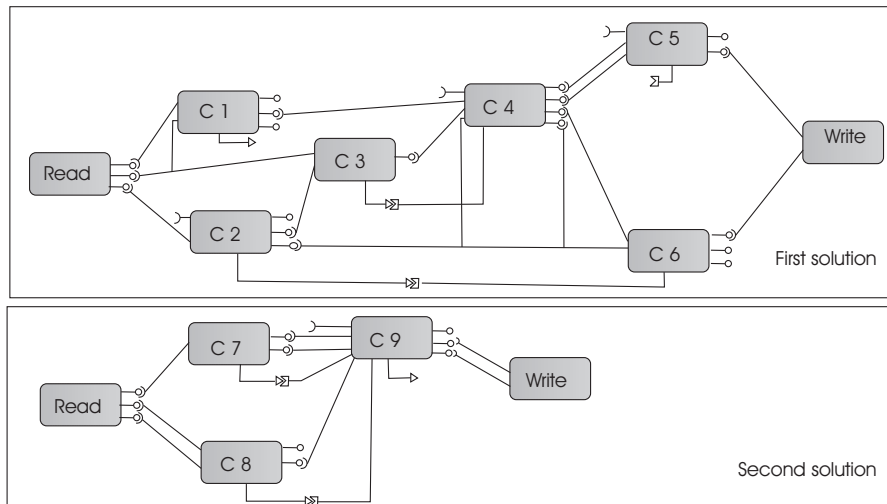 C 5
C 1
C 4
Write
C 3
Read
C 2
C 6
First solution
C 7
C 9
Write
Read
C 8
Second solution